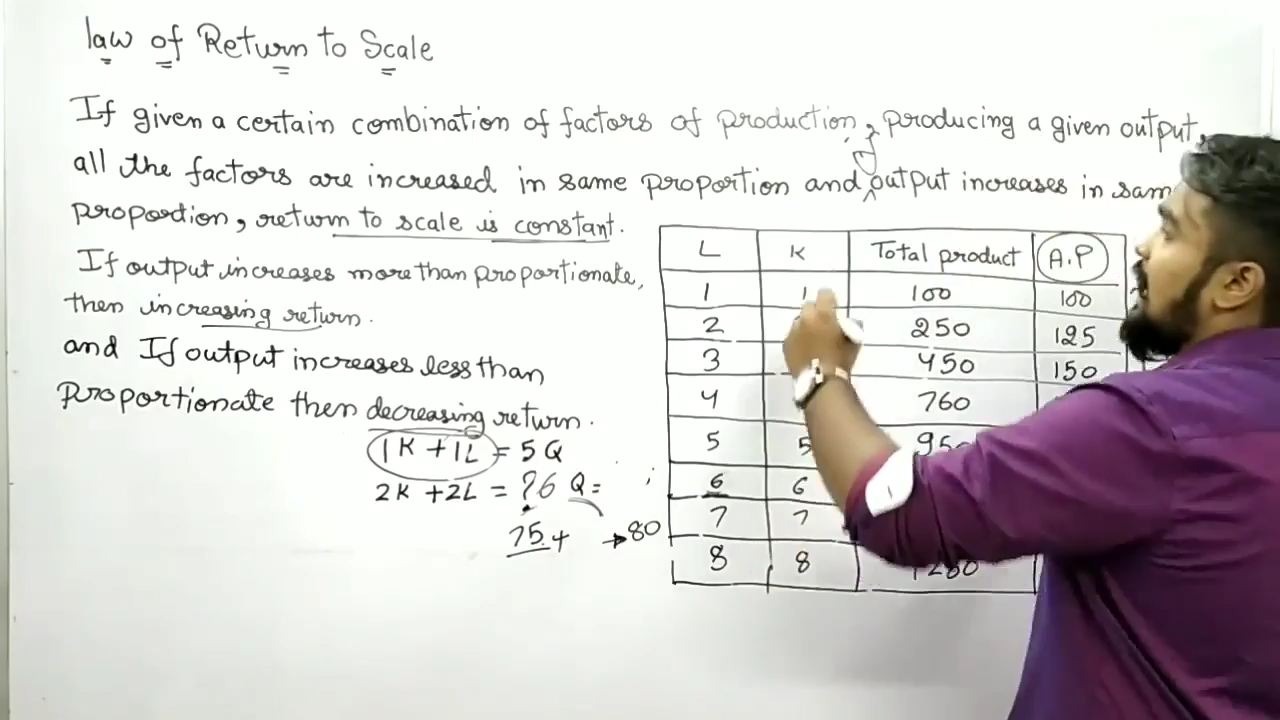 law of Return to Scale
If given a certain combination of factors of production, producing a given output,
all the factors are increased in same proportion and output increases in sam
proportion, return to scale is constant.
If output increases more than proportionate,
then increasing return.
and If output increases less than
proportionate then decreasing return.
1K + 1L = 5Q
2K + 2L = ? Q =
80
L K Total product A.P
1 1 100 100
2 250 125
3 450 150
4 760
5 5 950
6 6
7 7
8 8 1280